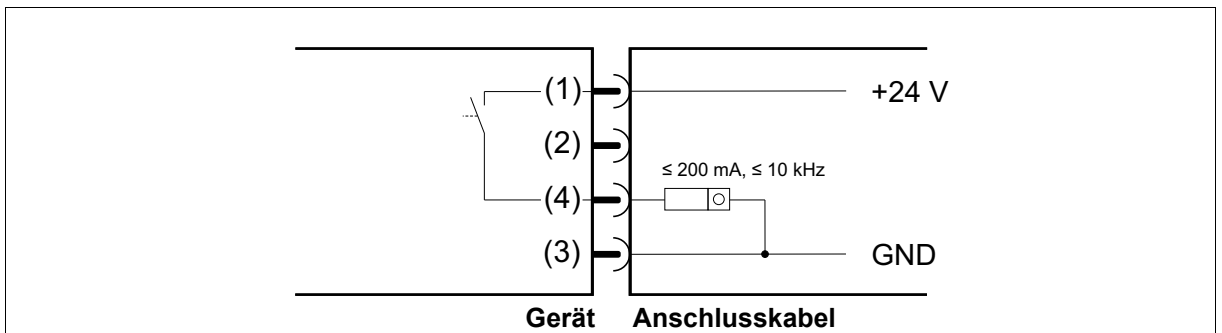 (1) +24 V
(2)
≤ 200 mA, ≤ 10 kHz
(4)
(3) GND
Gerät Anschlusskabel